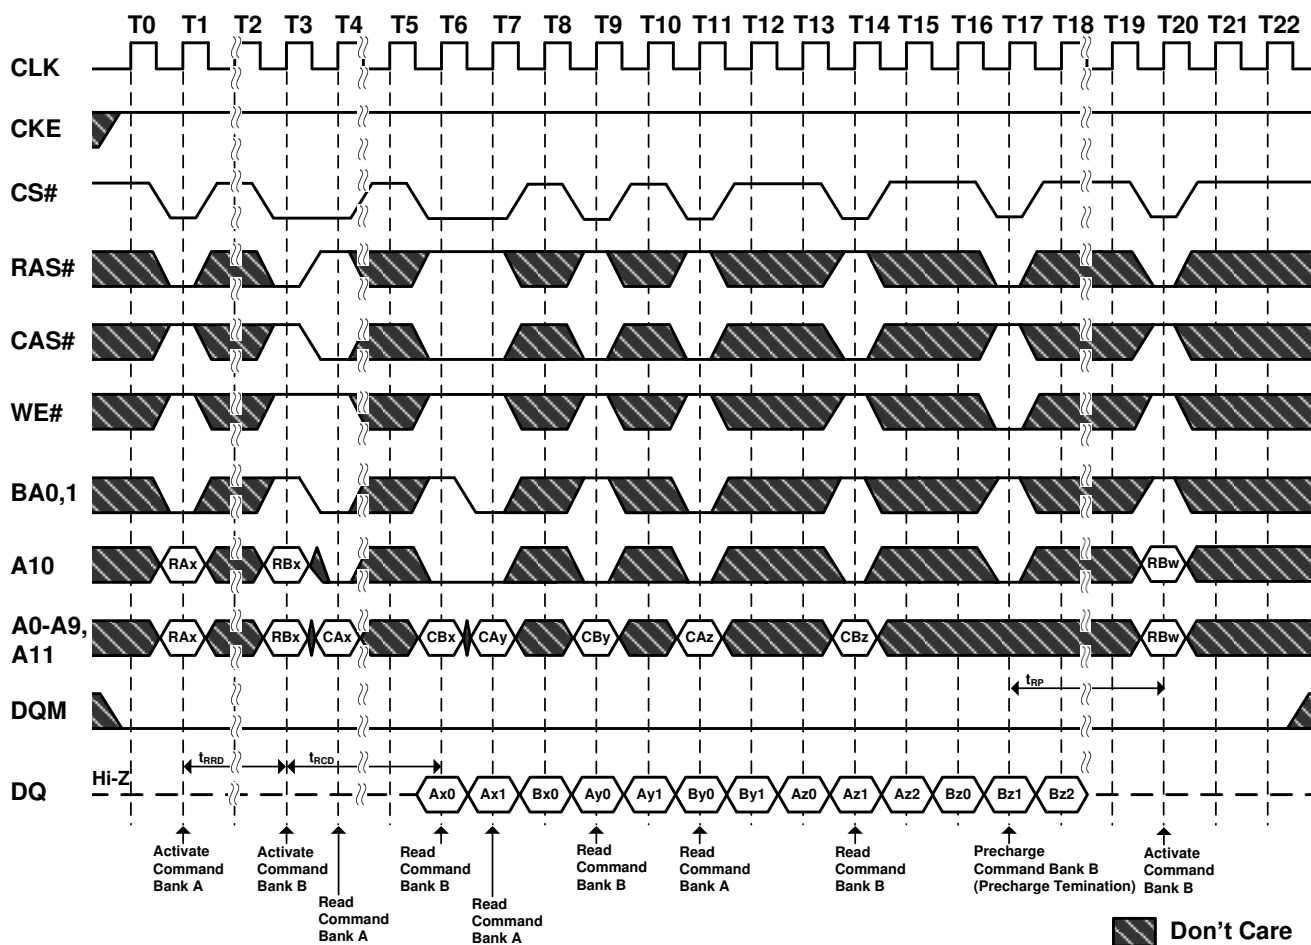 T0 T1 T2 T3 T4 T5 T6 T7 T8 T9 T10 T11 T12 T13 T14 T15 T16 T17 T18 T19 T20 T21 T22
CLK
CKE
CS#
RAS#
CAS#
WE#
BA0,1
A10
RAx RBx RBw
A0-A9,
A11
RAx RBx CAx CBx CAy CBy CAz CBz RBw
tRP
DQM
tRRD tRCD
Hi-Z
DQ
Ax0 Ax1 Bx0 Ay0 Ay1 By0 By1 Az0 Az1 Az2 Bz0 Bz1 Bz2
Activate
Command
Bank A
Activate
Command
Bank B
Read
Command
Bank A
Read
Command
Bank B
Read
Command
Bank A
Read
Command
Bank B
Read
Command
Bank A
Read
Command
Bank B
Precharge
Command Bank B
(Precharge Temination)
Activate
Command
Bank B
Don't Care